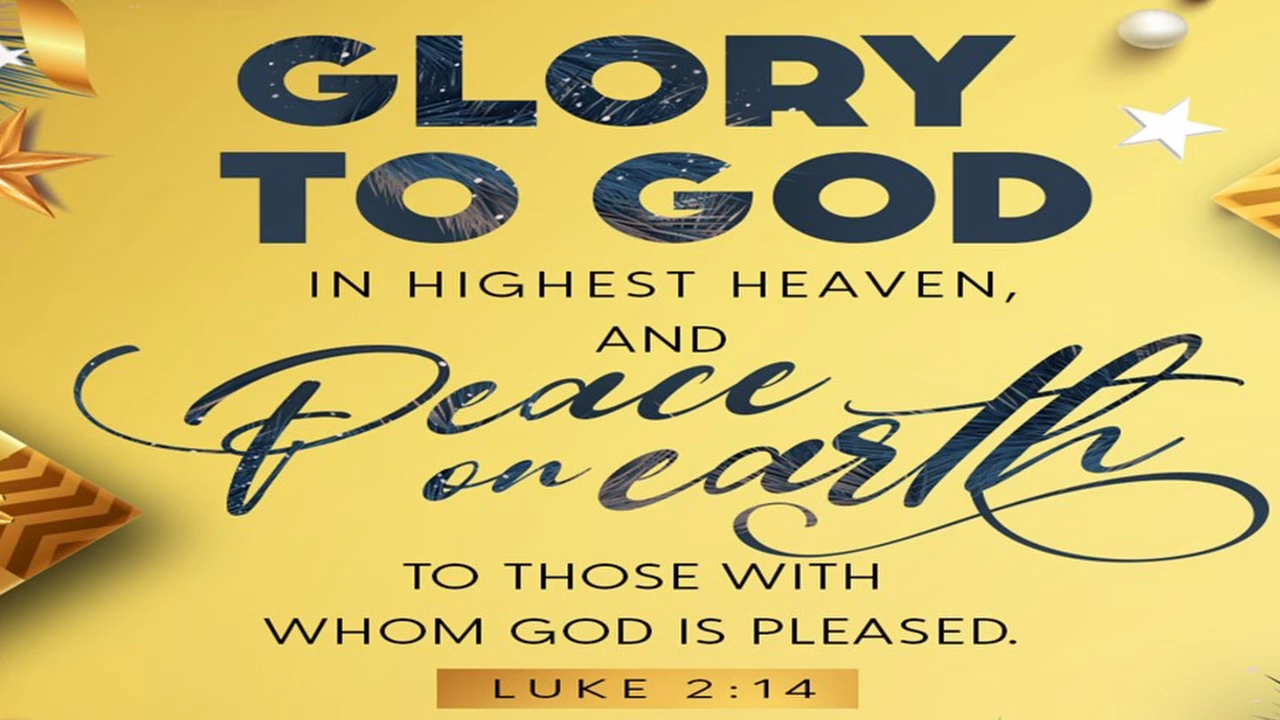 GLORY
TO GOD
IN HIGHEST HEAVEN,
AND
Peace
on earth
TO THOSE WITH
WHOM GOD IS PLEASED.
LUKE 2:14